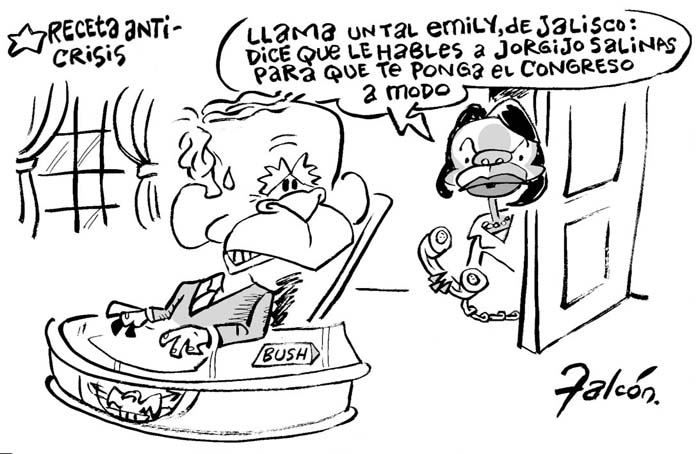 RECETA ANTI-
CRISIS
LLAMA UN TAL EMILY, DE JALISCO:
DICE QUE LE HABLES A JORGIJO SALINAS
PARA QUE TE PONGA EL CONGRESO
A MODO
BUSH
Falcón.